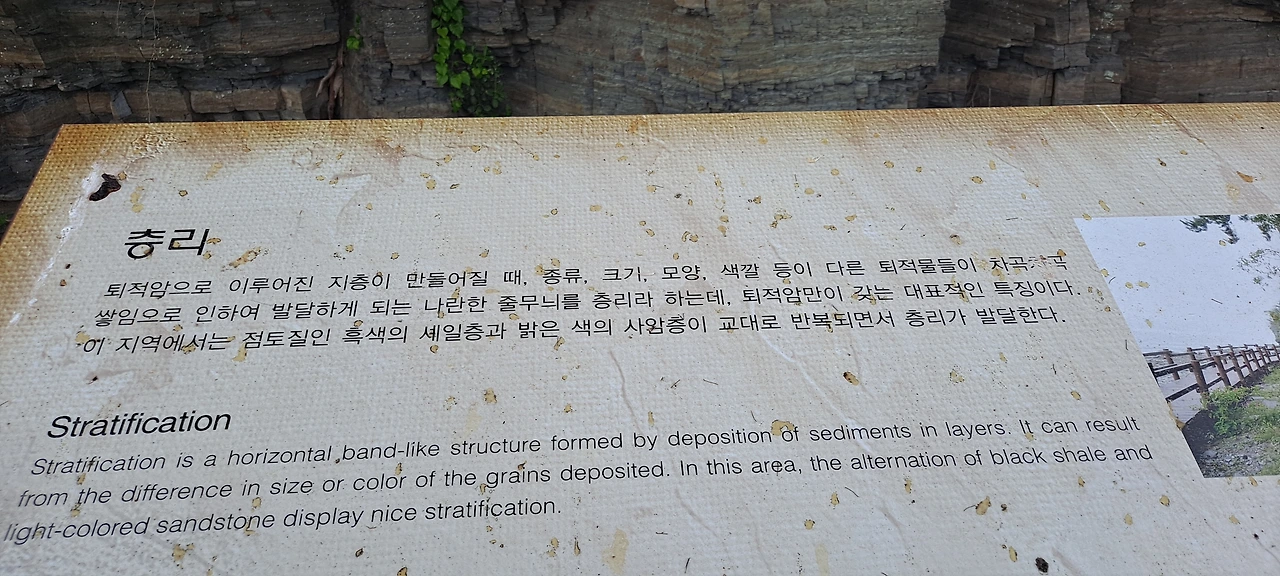 층리
퇴적암으로 이루어진 지층이 만들어질 때, 종류, 크기, 모양, 색깔 등이 다른 퇴적물들이 차곡차곡
쌓임으로 인하여 발달하게 되는 나란한 줄무늬를 층리라 하는데, 퇴적암만이 갖는 대표적인 특징이다.
이 지역에서는 점토질인 흑색의 셰일층과 밝은 색의 사암층이 교대로 반복되면서 층리가 발달한다.
Stratification
Stratification is a horizontal band-like structure formed by deposition of sediments in layers. It can result
from the difference in size or color of the grains deposited. In this area, the alternation of black shale and
light-colored sandstone display nice stratification.